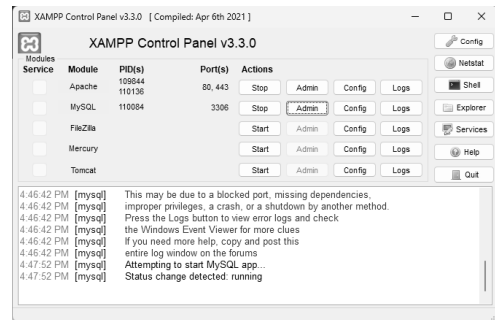 XAMPP Control Panel v3.3.0 [ Compiled: Apr 6th 2021 ]
XAMPP Control Panel v3.3.0
Config
Modules
Service Module PID(s) Port(s) Actions
Netstat
Apache 109844 110136 80, 443 Stop Admin Config Logs
Shell
MySQL 110084 3306 Stop Admin Config Logs
Explorer
FileZilla Start Admin Config Logs
Services
Mercury Start Admin Config Logs
Help
Tomcat Start Admin Config Logs
Quit
4:46:42 PM [mysql] This may be due to a blocked port, missing dependencies,
4:46:42 PM [mysql] improper privileges, a crash, or a shutdown by another method.
4:46:42 PM [mysql] Press the Logs button to view error logs and check
4:46:42 PM [mysql] the Windows Event Viewer for more clues
4:46:42 PM [mysql] If you need more help, copy and post this
4:46:42 PM [mysql] entire log window on the forums
4:47:52 PM [mysql] Attempting to start MySQL app...
4:47:52 PM [mysql] Status change detected: running